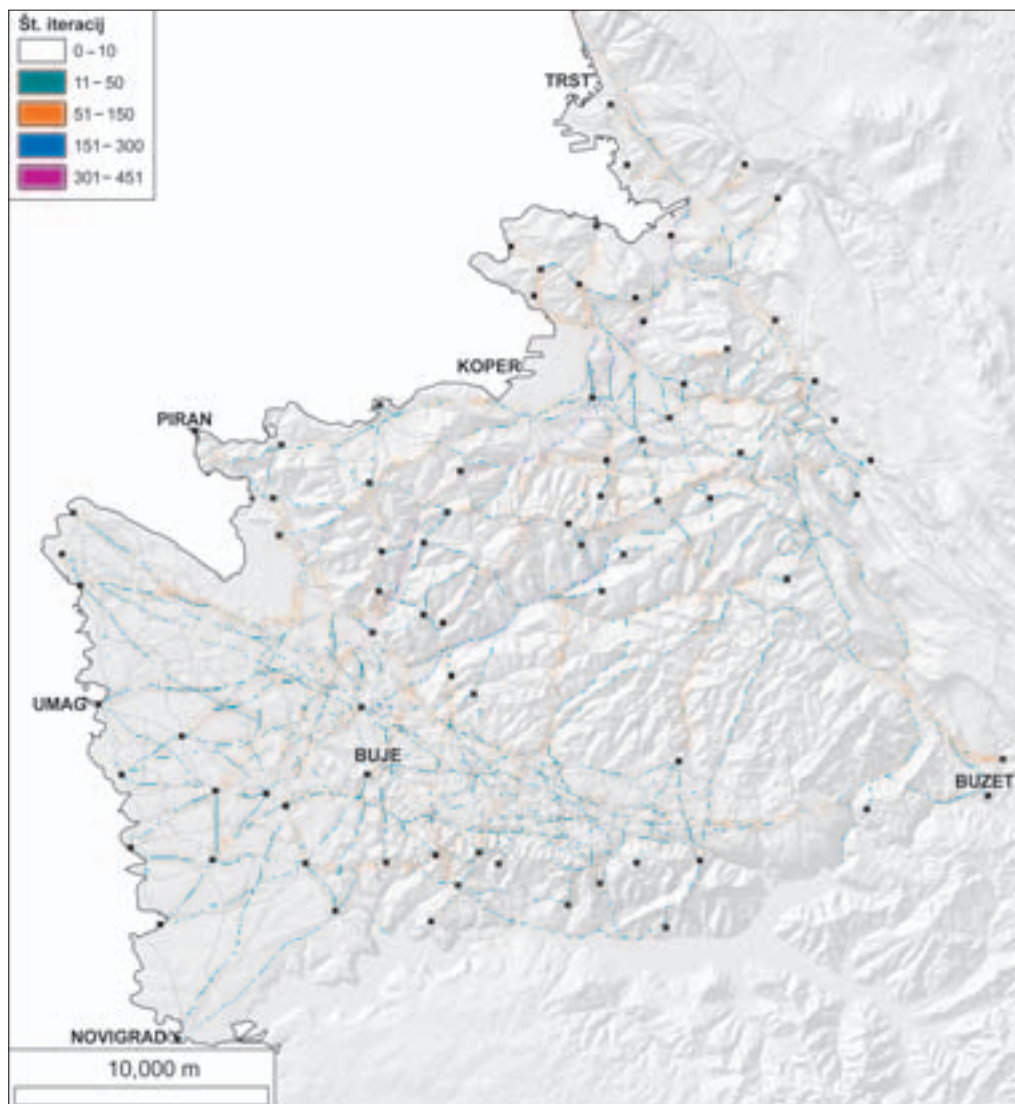 Št. iteracij
0 – 10
11 – 50
51 – 150
151 – 300
301 – 451
TRST
KOPER
PIRAN
UMAG
BUJE
BUZET
NOVIGRAD
10,000 m